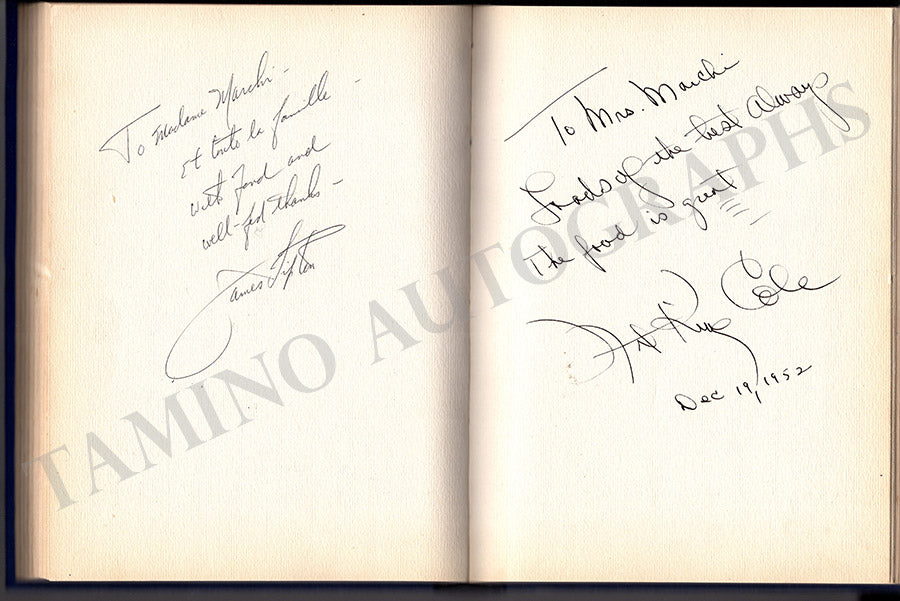 To Madame Marchi -
et toute la famille -
with fond and
well-fed thanks -
James Tipton
To Mrs. Marchi
Loads of the best always
The food is great
Nat King Cole
Dec 19, 1952
TAMINO AUTOGRAPHS